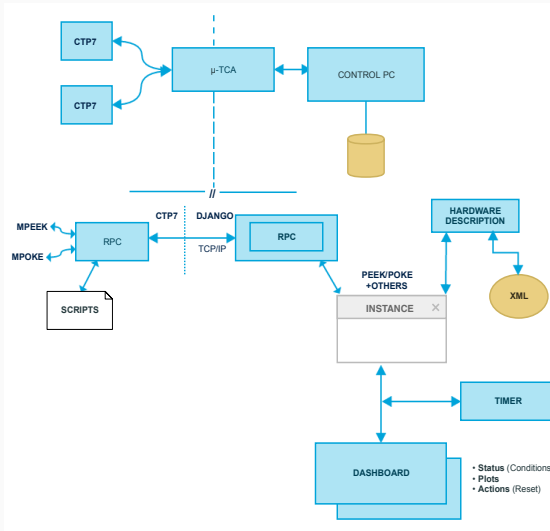 CTP7
CTP7
μ-TCA
CONTROL PC
//
CTP7
DJANGO
MPEEK
MPOKE
RPC
TCP/IP
RPC
HARDWARE
DESCRIPTION
SCRIPTS
PEEK/POKE
+OTHERS
INSTANCE
XML
TIMER
DASHBOARD
• Status (Conditions
• Plots
• Actions (Reset)